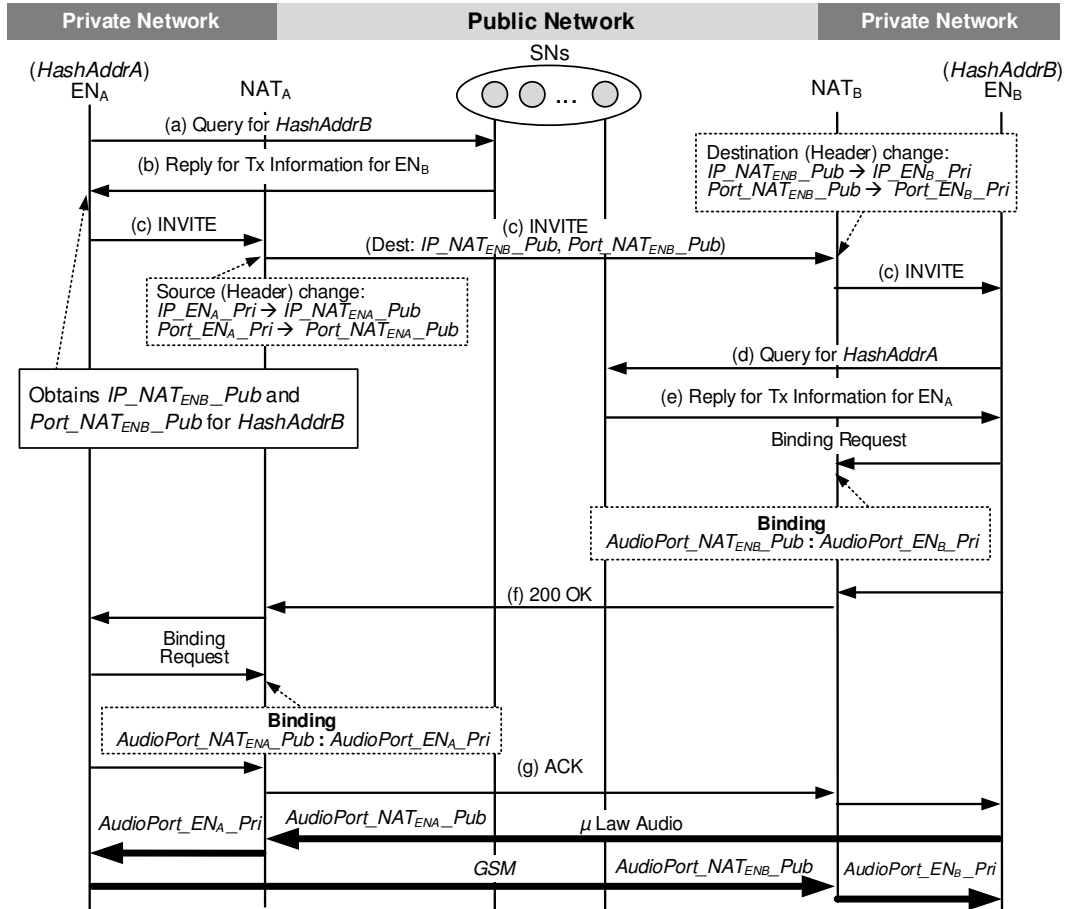 Private Network
Public Network
Private Network
SNs
(HashAddrA)
EN_A
NAT_A
...
NAT_B
(HashAddrB)
EN_B
(a) Query for HashAddrB
(b) Reply for Tx Information for EN_B
Destination (Header) change:
IP_NAT_ENB_Pub → IP_EN_B_Pri
Port_NAT_ENB_Pub → Port_EN_B_Pri
(c) INVITE
(c) INVITE
(Dest: IP_NAT_ENB_Pub, Port_NAT_ENB_Pub)
(c) INVITE
Source (Header) change:
IP_EN_A_Pri → IP_NAT_ENA_Pub
Port_EN_A_Pri → Port_NAT_ENA_Pub
(d) Query for HashAddrA
Obtains IP_NAT_ENB_Pub and
Port_NAT_ENB_Pub for HashAddrB
(e) Reply for Tx Information for EN_A
Binding Request
Binding
AudioPort_NAT_ENB_Pub : AudioPort_EN_B_Pri
(f) 200 OK
Binding
Request
Binding
AudioPort_NAT_ENA_Pub : AudioPort_EN_A_Pri
(g) ACK
AudioPort_EN_A_Pri
AudioPort_NAT_ENA_Pub
μ Law Audio
GSM
AudioPort_NAT_ENB_Pub
AudioPort_EN_B_Pri